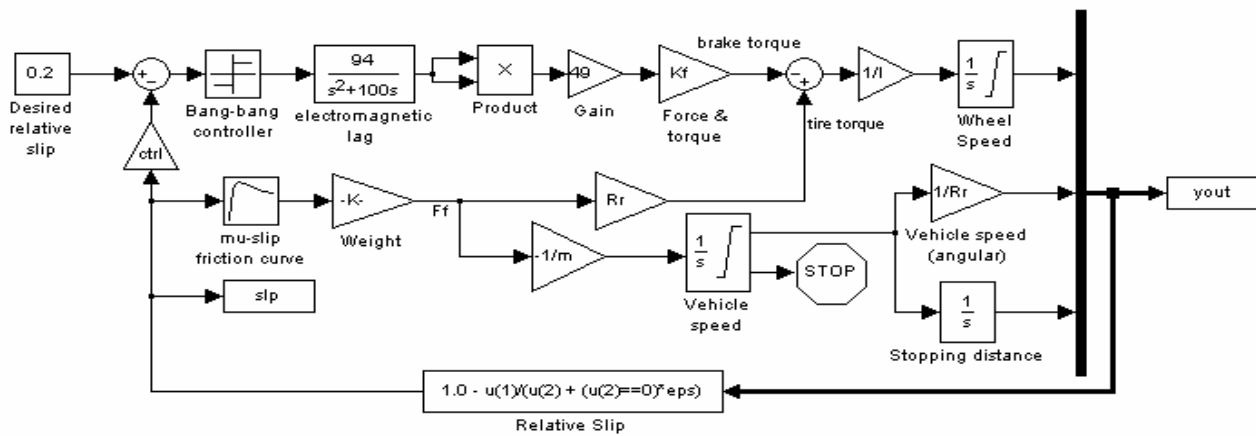 0.2
Desired
relative
slip
+
−
ctrl
Bang-bang
controller
94
s²+100s
electromagnetic
lag
×
Product
49
Gain
Kf
Force &
torque
brake torque
−
+
tire torque
1/I
1
s
Wheel
Speed
mu-slip
friction curve
-K-
Weight
Ff
Rr
-1/m
1
s
Vehicle
speed
STOP
1/Rr
Vehicle speed
(angular)
1
s
Stopping distance
yout
slp
1.0 - u(1)/(u(2) + (u(2)==0)*eps)
Relative Slip